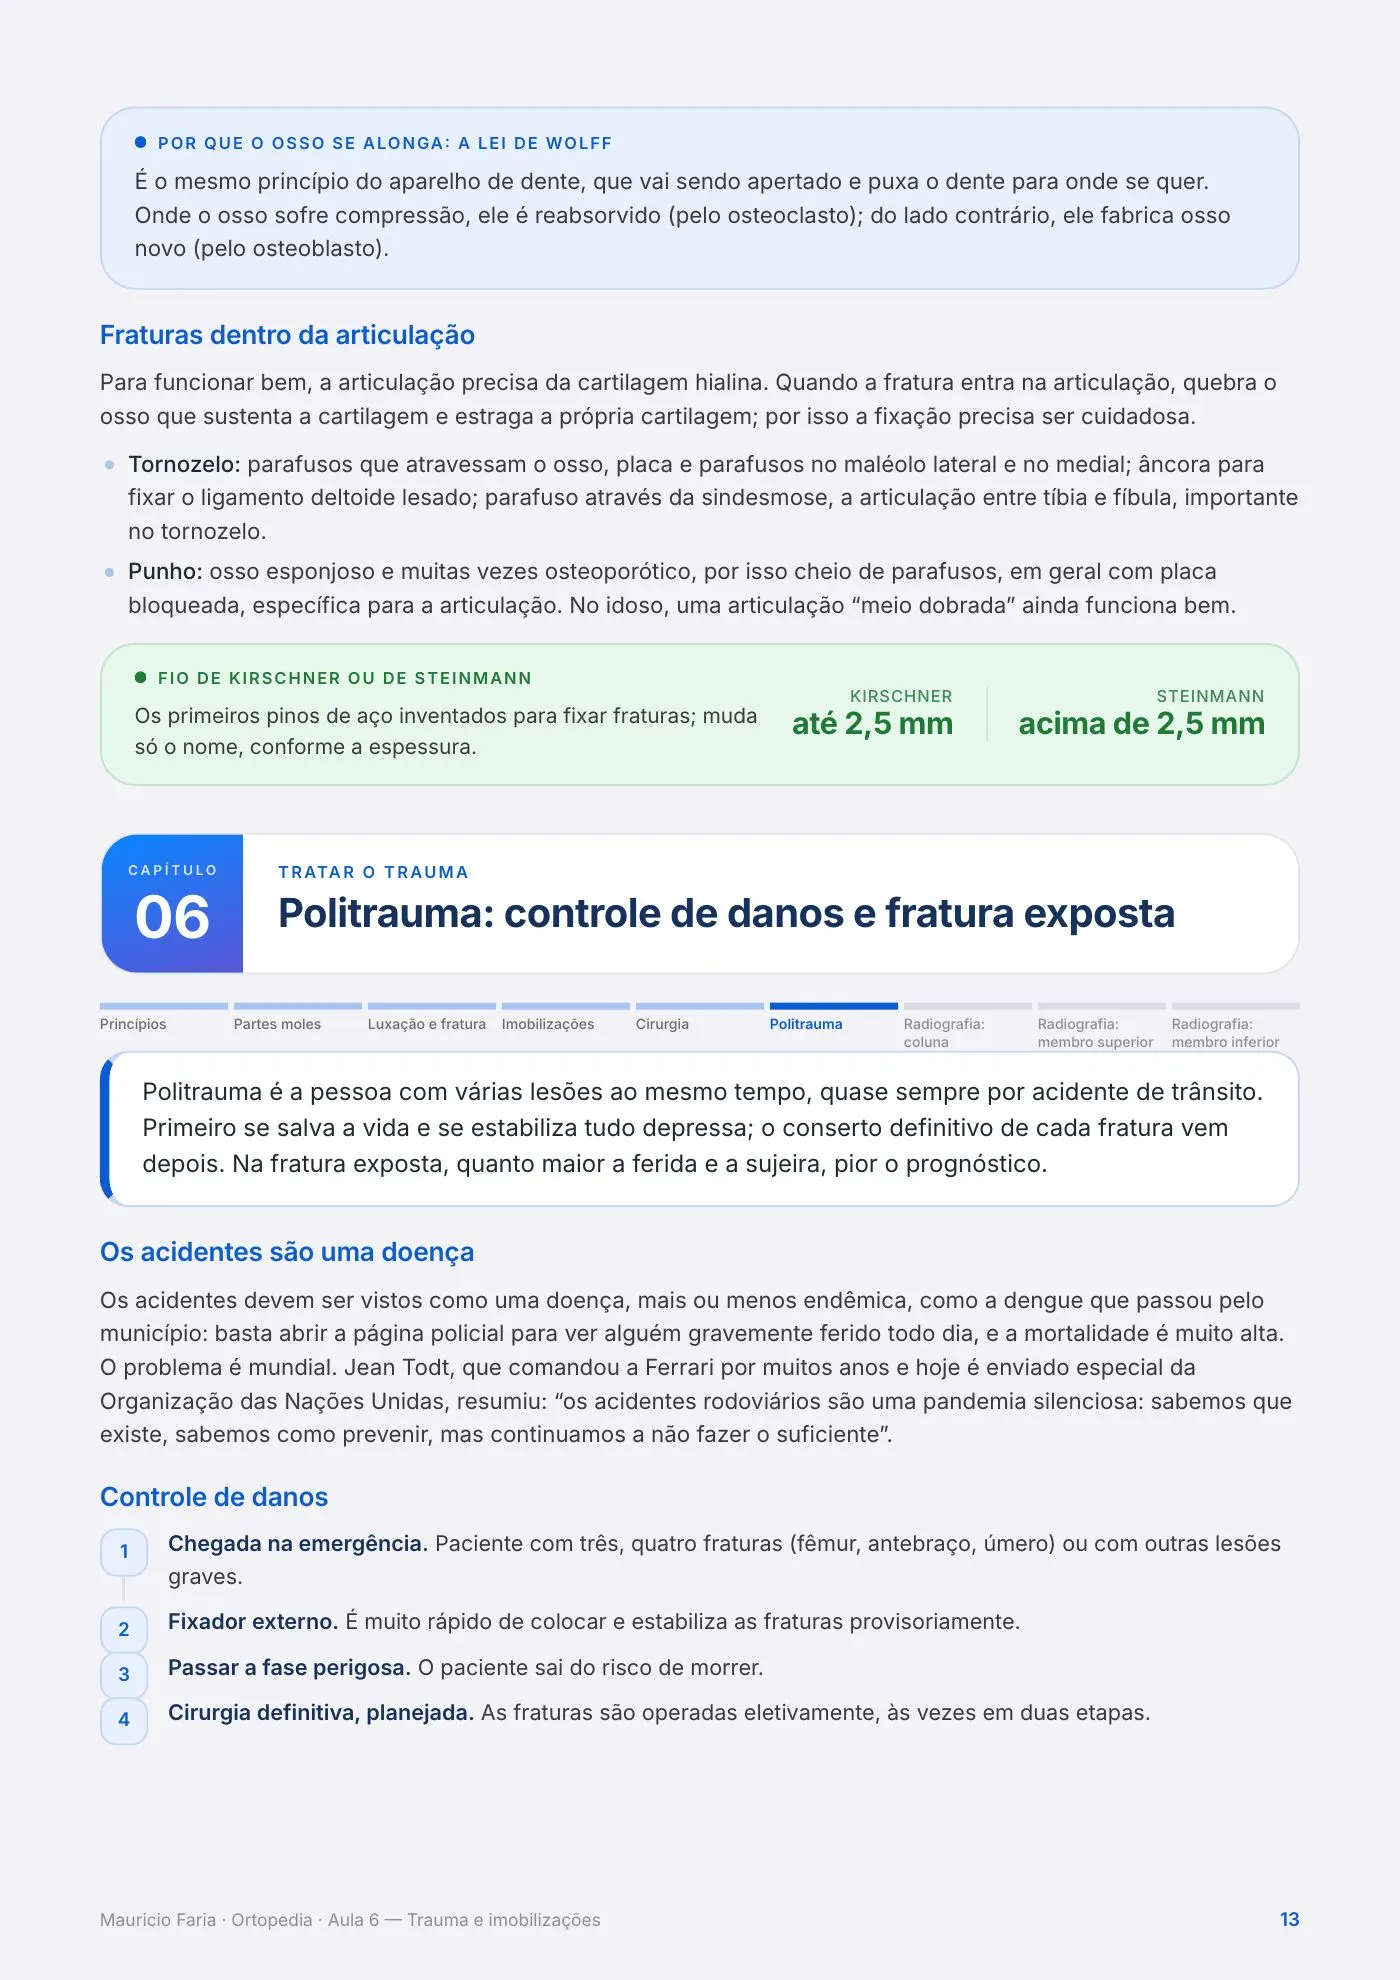 POR QUE O OSSO SE ALONGA: A LEI DE WOLFF
É o mesmo princípio do aparelho de dente, que vai sendo apertado e puxa o dente para onde se quer.
Onde o osso sofre compressão, ele é reabsorvido (pelo osteoclasto); do lado contrário, ele fabrica osso
novo (pelo osteoblasto).
Fraturas dentro da articulação
Para funcionar bem, a articulação precisa da cartilagem hialina. Quando a fratura entra na articulação, quebra o
osso que sustenta a cartilagem e estraga a própria cartilagem; por isso a fixação precisa ser cuidadosa.
Tornozelo: parafusos que atravessam o osso, placa e parafusos no maléolo lateral e no medial; âncora para
fixar o ligamento deltoide lesado; parafuso através da sindesmose, a articulação entre tíbia e fíbula, importante
no tornozelo.
Punho: osso esponjoso e muitas vezes osteoporótico, por isso cheio de parafusos, em geral com placa
bloqueada, específica para a articulação. No idoso, uma articulação “meio dobrada” ainda funciona bem.
FIO DE KIRSCHNER OU DE STEINMANN
Os primeiros pinos de aço inventados para fixar fraturas; muda
só o nome, conforme a espessura.
KIRSCHNER
até 2,5 mm
STEINMANN
acima de 2,5 mm
CAPÍTULO
06
TRATAR O TRAUMA
Politrauma: controle de danos e fratura exposta
Princípios
Partes moles
Luxação e fratura
Imobilizações
Cirurgia
Politrauma
Radiografia:
coluna
Radiografia:
membro superior
Radiografia:
membro inferior
Politrauma é a pessoa com várias lesões ao mesmo tempo, quase sempre por acidente de trânsito.
Primeiro se salva a vida e se estabiliza tudo depressa; o conserto definitivo de cada fratura vem
depois. Na fratura exposta, quanto maior a ferida e a sujeira, pior o prognóstico.
Os acidentes são uma doença
Os acidentes devem ser vistos como uma doença, mais ou menos endêmica, como a dengue que passou pelo
município: basta abrir a página policial para ver alguém gravemente ferido todo dia, e a mortalidade é muito alta.
O problema é mundial. Jean Todt, que comandou a Ferrari por muitos anos e hoje é enviado especial da
Organização das Nações Unidas, resumiu: “os acidentes rodoviários são uma pandemia silenciosa: sabemos que
existe, sabemos como prevenir, mas continuamos a não fazer o suficiente”.
Controle de danos
1 Chegada na emergência. Paciente com três, quatro fraturas (fêmur, antebraço, úmero) ou com outras lesões
graves.
2 Fixador externo. É muito rápido de colocar e estabiliza as fraturas provisoriamente.
3 Passar a fase perigosa. O paciente sai do risco de morrer.
4 Cirurgia definitiva, planejada. As fraturas são operadas eletivamente, às vezes em duas etapas.
Mauricio Faria · Ortopedia · Aula 6 — Trauma e imobilizações
13